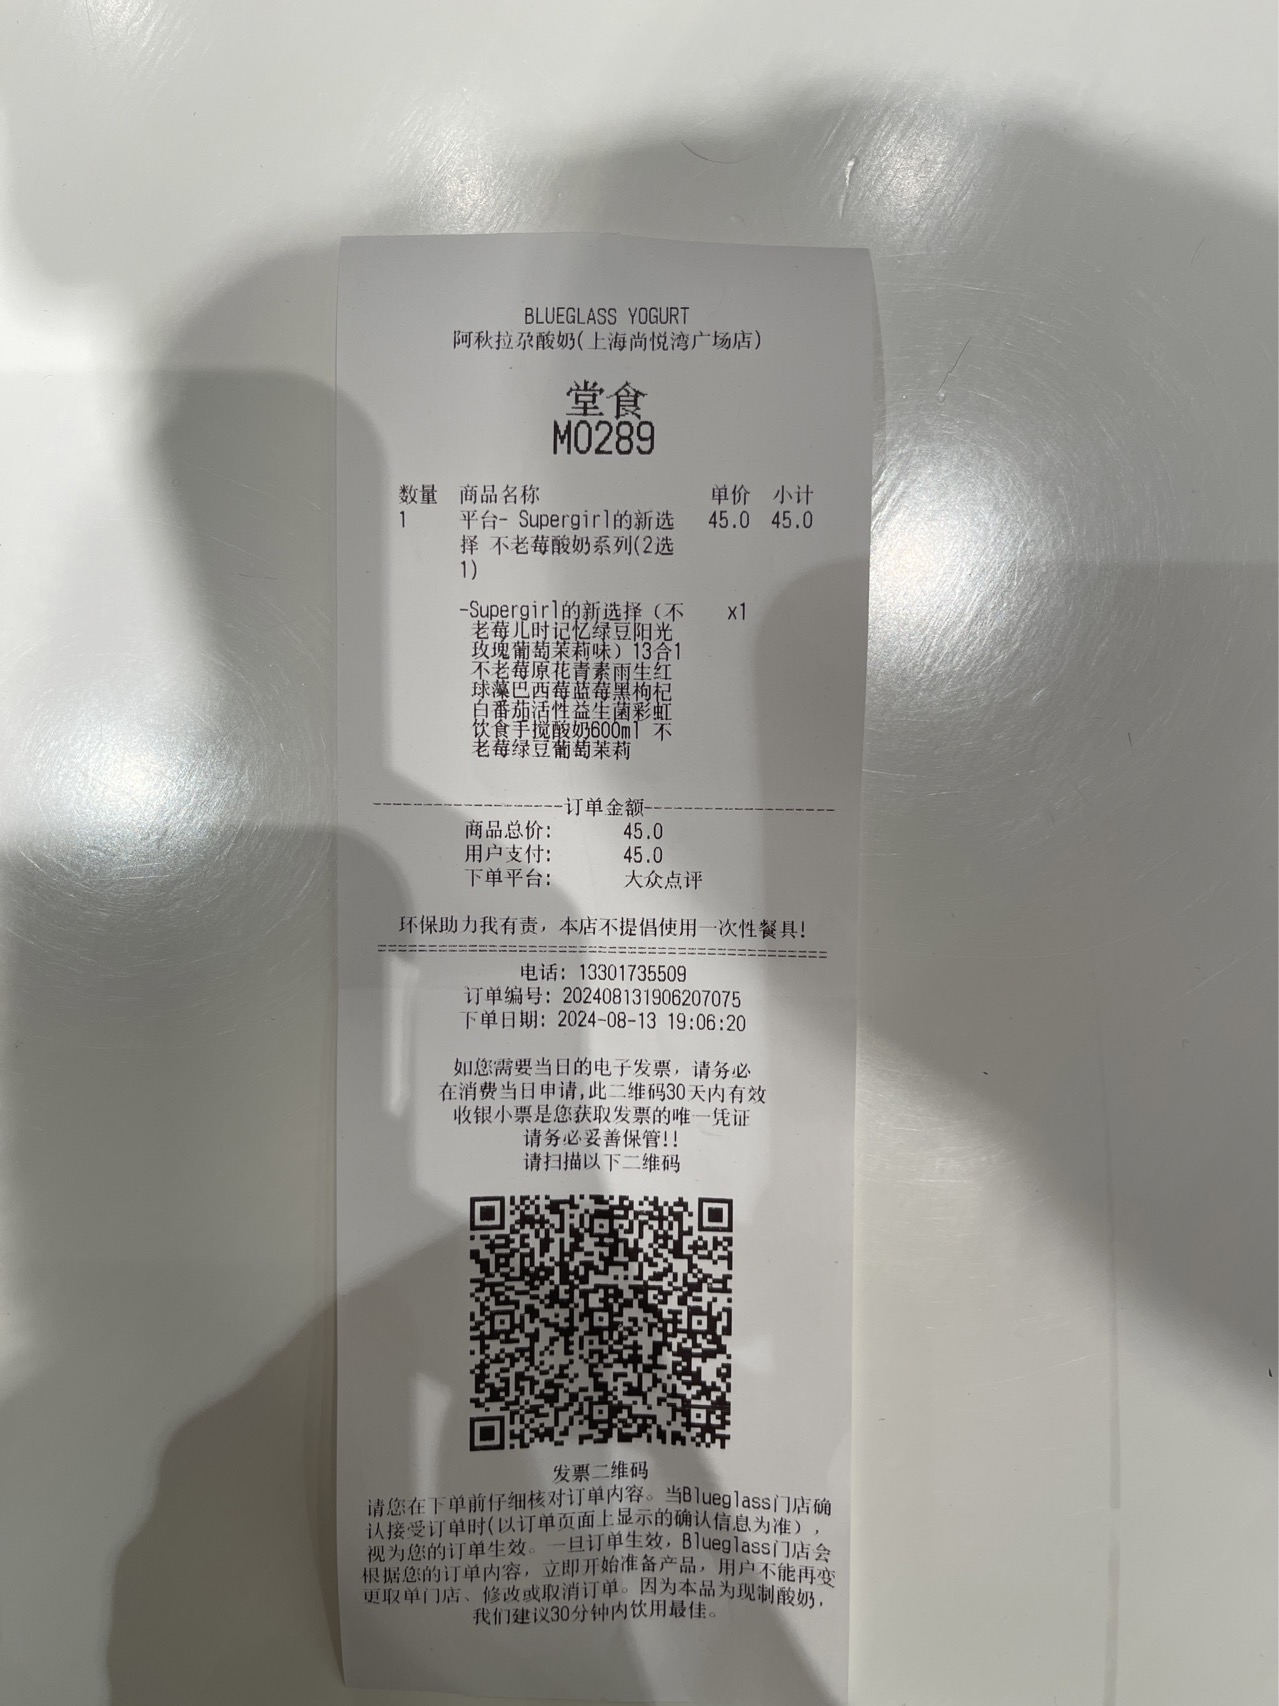 BLUEGLASS YOGURT
阿秋拉尕酸奶(上海尚悦湾广场店)
堂食
M0289
数量 商品名称 单价 小计
1 平台- Supergirl的新选 45.0 45.0
择 不老莓酸奶系列(2选
1)
-Supergirl的新选择（不 x1
老莓儿时记忆绿豆阳光
玫瑰葡萄茉莉味）13合1
不老莓原花青素雨生红
球藻巴西莓蓝莓黑枸杞
白番茄活性益生菌彩虹
饮食手搅酸奶600ml 不
老莓绿豆葡萄茉莉
-------------------订单金额-------------------
商品总价: 45.0
用户支付: 45.0
下单平台: 大众点评
环保助力我有责，本店不提倡使用一次性餐具!
=============================================
电话: 13301735509
订单编号: 202408131906207075
下单日期: 2024-08-13 19:06:20
如您需要当日的电子发票，请务必
在消费当日申请,此二维码30天内有效
收银小票是您获取发票的唯一凭证
请务必妥善保管!!
请扫描以下二维码
发票二维码
请您在下单前仔细核对订单内容。当Blueglass门店确
认接受订单时(以订单页面上显示的确认信息为准)，
视为您的订单生效。一旦订单生效，Blueglass门店会
根据您的订单内容，立即开始准备产品，用户不能再变
更取单门店、修改或取消订单。因为本品为现制酸奶，
我们建议30分钟内饮用最佳。